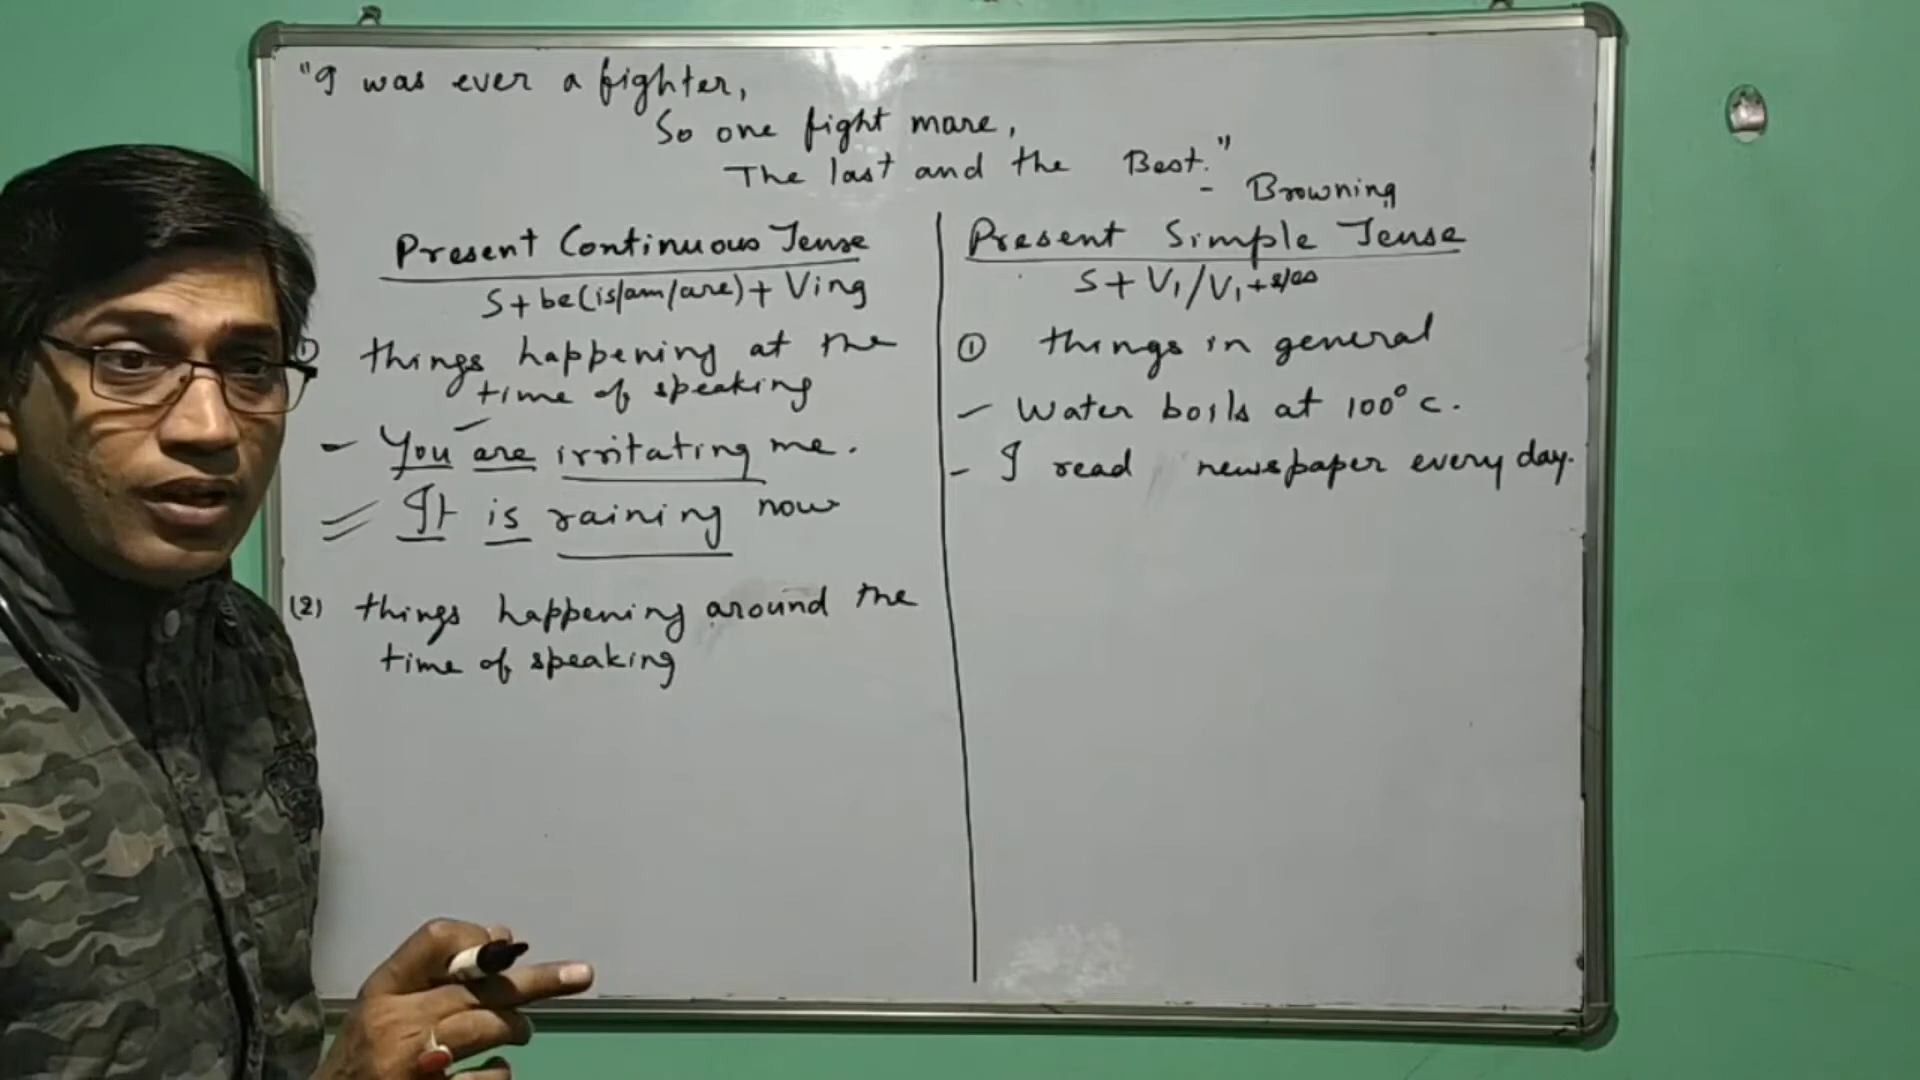 "I was ever a fighter,
So one fight more,
The last and the Best."
- Browning
Present Continuous Tense
S+be(is/am/are)+Ving
① things happening at the
time of speaking
- You are irritating me.
It is raining now
(2) things happening around the
time of speaking
Present Simple Tense
S+V₁/V₁+s/es
① things in general
- Water boils at 100°c.
- I read newspaper every day.